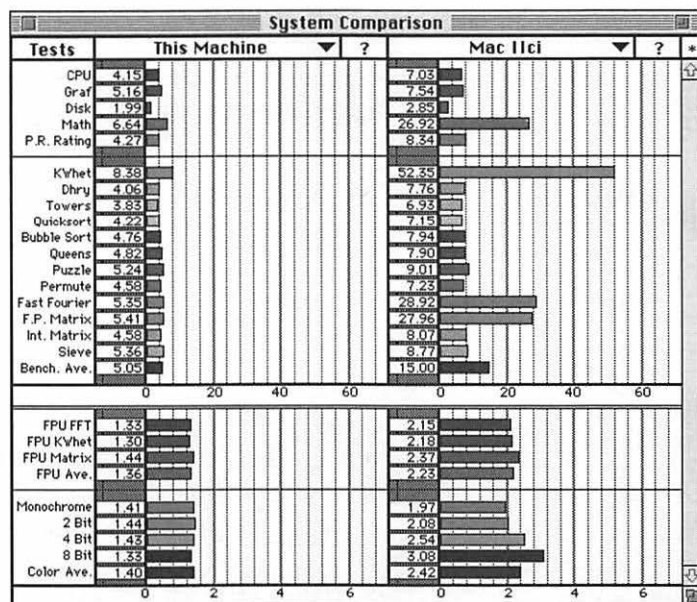 System Comparison
Tests This Machine ? Mac IIci ? *
CPU 4.15 7.03
Graf 5.16 7.54
Disk 1.99 2.85
Math 6.64 26.92
P.R. Rating 4.27 8.34
KWhet 8.38 52.35
Dhry 4.06 7.76
Towers 3.83 6.93
Quicksort 4.22 7.15
Bubble Sort 4.76 7.94
Queens 4.82 7.90
Puzzle 5.24 9.01
Permute 4.58 7.23
Fast Fourier 5.35 28.92
F.P. Matrix 5.41 27.96
Int. Matrix 4.58 8.07
Sieve 5.36 8.77
Bench. Ave. 5.05 15.00
0 20 40 60 0 20 40 60
FPU FFT 1.33 2.15
FPU KWhet 1.30 2.18
FPU Matrix 1.44 2.37
FPU Ave. 1.36 2.23
Monochrome 1.41 1.97
2 Bit 1.44 2.08
4 Bit 1.43 2.54
8 Bit 1.33 3.08
Color Ave. 1.40 2.42
0 2 4 6 0 2 4 6